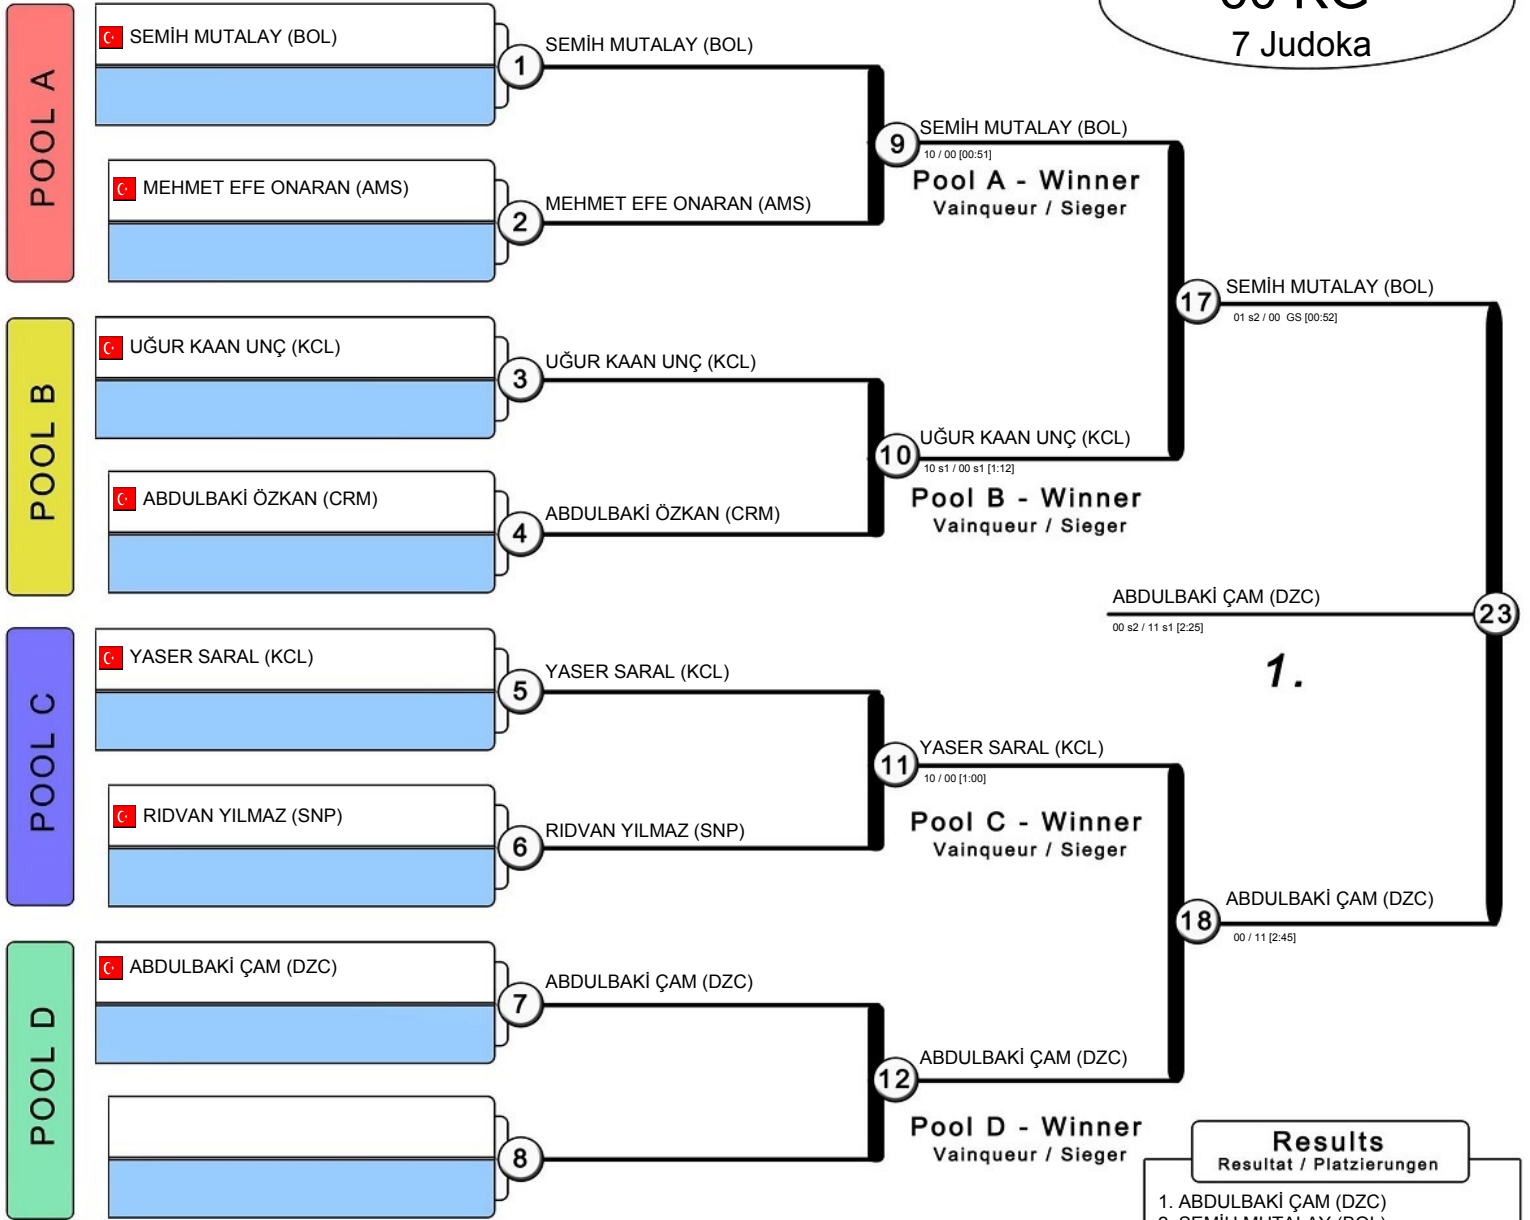 60 KG
7 Judoka
POOL A
SEMİH MUTALAY (BOL)
1
SEMİH MUTALAY (BOL)
MEHMET EFE ONARAN (AMS)
2
MEHMET EFE ONARAN (AMS)
9
SEMİH MUTALAY (BOL)
10 / 00 [00:51]
Pool A - Winner
Vainqueur / Sieger
POOL B
UĞUR KAAN UNÇ (KCL)
3
UĞUR KAAN UNÇ (KCL)
ABDULBAKİ ÖZKAN (CRM)
4
ABDULBAKİ ÖZKAN (CRM)
10
UĞUR KAAN UNÇ (KCL)
10 s1 / 00 s1 [1:12]
Pool B - Winner
Vainqueur / Sieger
17
SEMİH MUTALAY (BOL)
01 s2 / 00 GS [00:52]
ABDULBAKİ ÇAM (DZC)
23
00 s2 / 11 s1 [2:25]
1.
POOL C
YASER SARAL (KCL)
5
YASER SARAL (KCL)
RIDVAN YILMAZ (SNP)
6
RIDVAN YILMAZ (SNP)
11
YASER SARAL (KCL)
10 / 00 [1:00]
Pool C - Winner
Vainqueur / Sieger
18
ABDULBAKİ ÇAM (DZC)
00 / 11 [2:45]
POOL D
ABDULBAKİ ÇAM (DZC)
7
ABDULBAKİ ÇAM (DZC)
8
12
ABDULBAKİ ÇAM (DZC)
Pool D - Winner
Vainqueur / Sieger
Results
Resultat / Platzierungen
1. ABDULBAKİ ÇAM (DZC)
2. SEMİH MUTALAY (BOL)